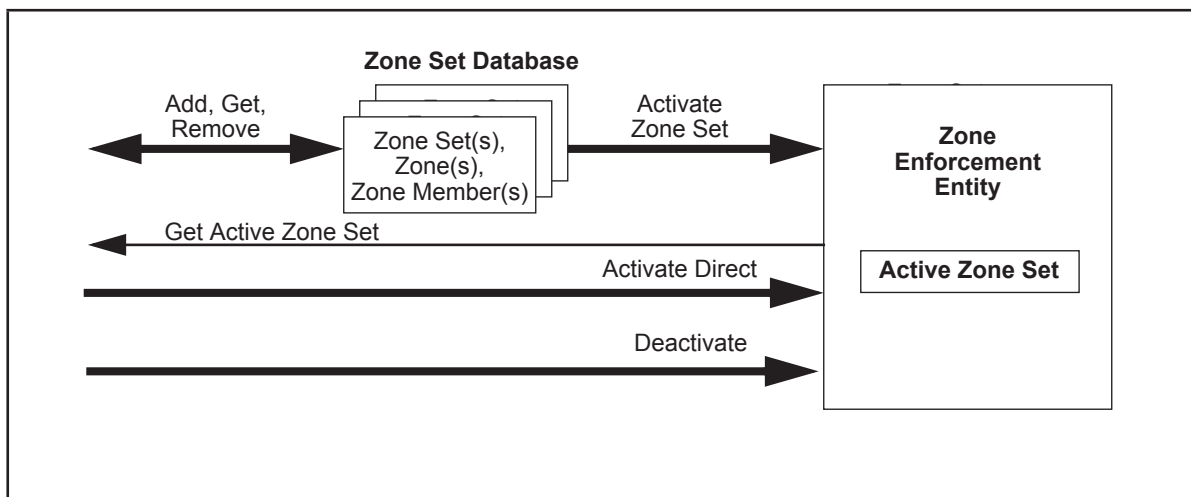 Zone Set Database
Add, Get,
Remove
Zone Set(s),
Zone(s),
Zone Member(s)
Activate
Zone Set
Zone
Enforcement
Entity
Get Active Zone Set
Activate Direct
Active Zone Set
Deactivate